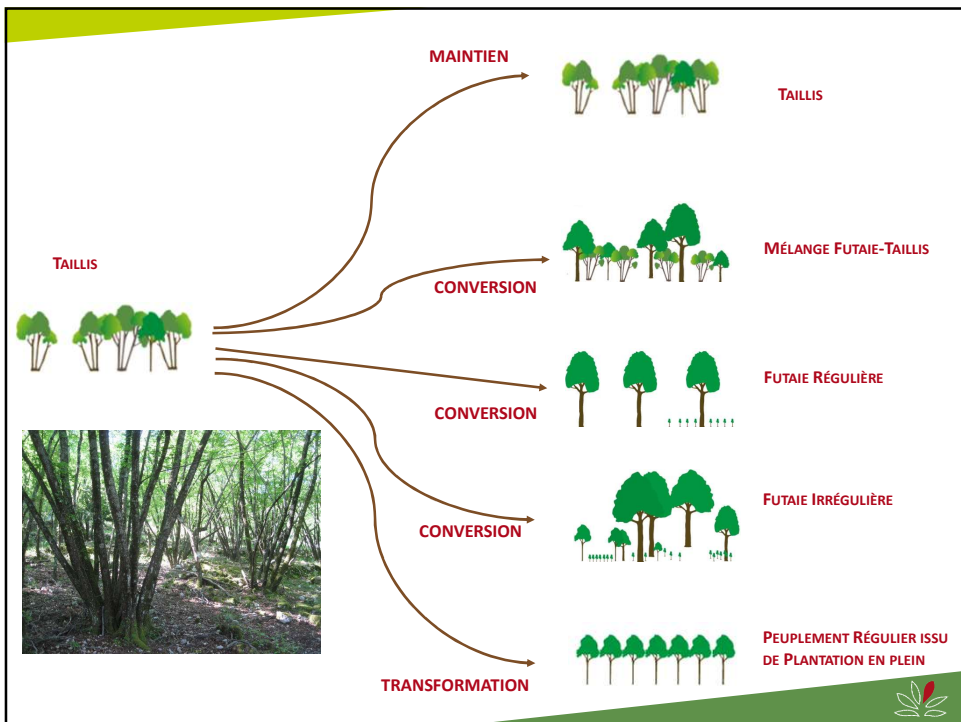 MAINTIEN
TAILLIS
TAILLIS
MÉLANGE FUTAIE-TAILLIS
CONVERSION
FUTAIE RÉGULIÈRE
CONVERSION
FUTAIE IRRÉGULIÈRE
CONVERSION
PEUPLEMENT RÉGULIER ISSU
DE PLANTATION EN PLEIN
TRANSFORMATION